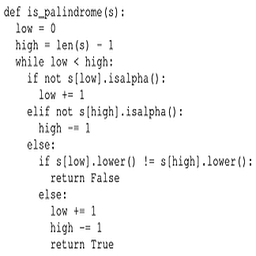 def is_palindrome(s):
  low = 0
  high = len(s) - 1
  while low < high:
    if not s[low].isalpha():
      low += 1
    elif not s[high].isalpha():
      high -= 1
    else:
      if s[low].lower() != s[high].lower():
        return False
      else:
        low += 1
        high -= 1
        return True